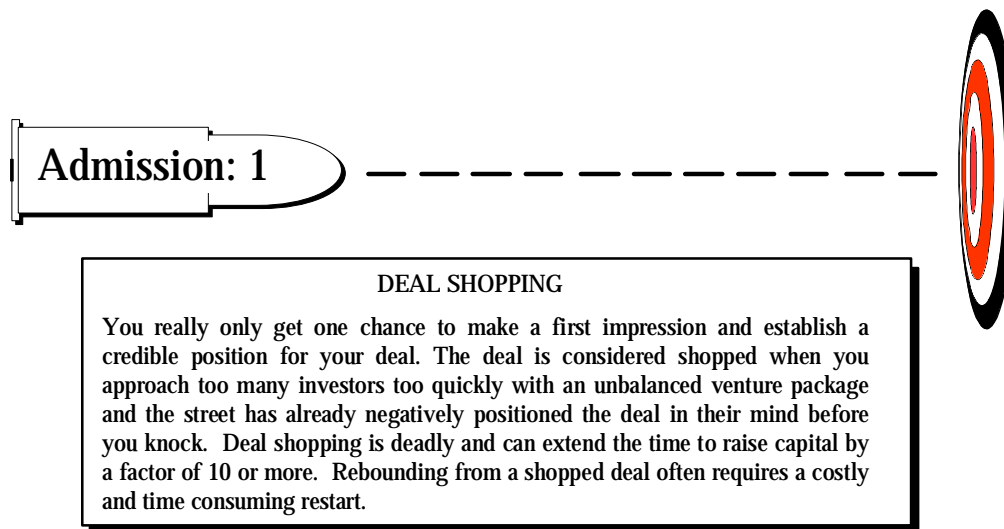 Admission: 1
DEAL SHOPPING
You really only get one chance to make a first impression and establish a
credible position for your deal. The deal is considered shopped when you
approach too many investors too quickly with an unbalanced venture package
and the street has already negatively positioned the deal in their mind before
you knock. Deal shopping is deadly and can extend the time to raise capital by
a factor of 10 or more. Rebounding from a shopped deal often requires a costly
and time consuming restart.